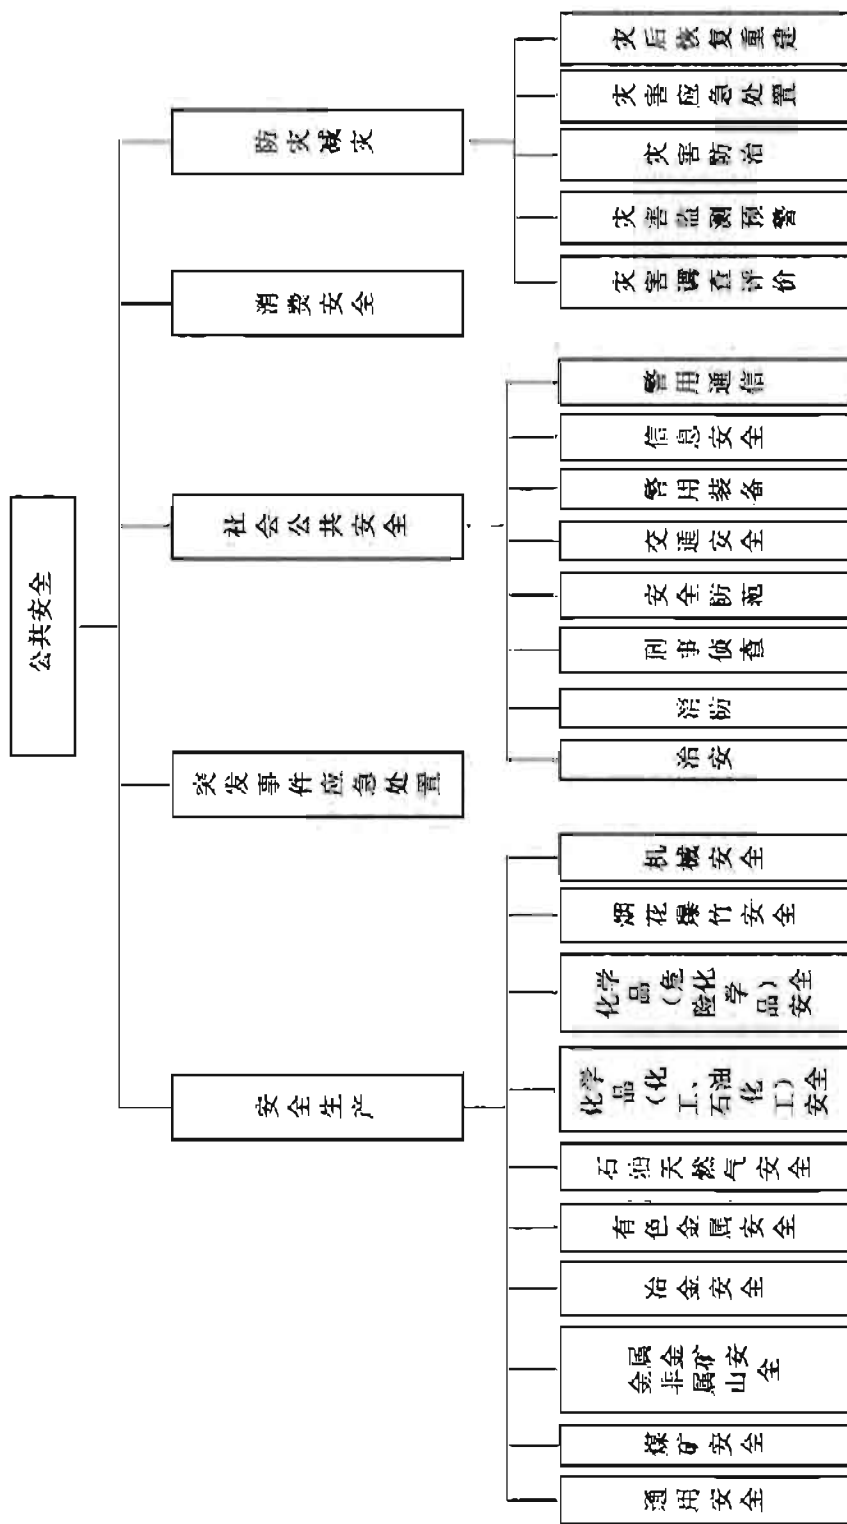 公共安全
安全生产
突发事件应急处置
社会公共安全
消费安全
防灾减灾
通用安全
煤矿安全
金属非金属矿山安全
冶金安全
有色金属安全
石油天然气安全
化学品(化工、石油化工)安全
化学品(危险化学品)安全
烟花爆竹安全
机械安全
治安
消防
刑事侦查
安全防范
交通安全
警用装备
信息安全
警用通信
灾害调查评价
灾害监测预警
灾害防治
灾害应急处置
灾后恢复重建